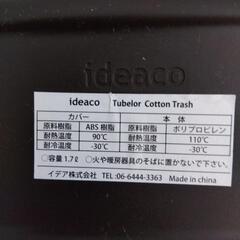 ideaco
ideaco Tubelor Cotton Trash
カバー 本体
原料樹脂 ABS 樹脂 原料樹脂 ポリプロピレン
耐熱温度 90℃ 耐熱温度 110℃
耐冷温度 -30℃ 耐冷温度 -30℃
○容量 1.7ℓ ○火や暖房器具のそばに置かないで下さい。
イデア株式会社 TEL:06-6444-3363 Made in china